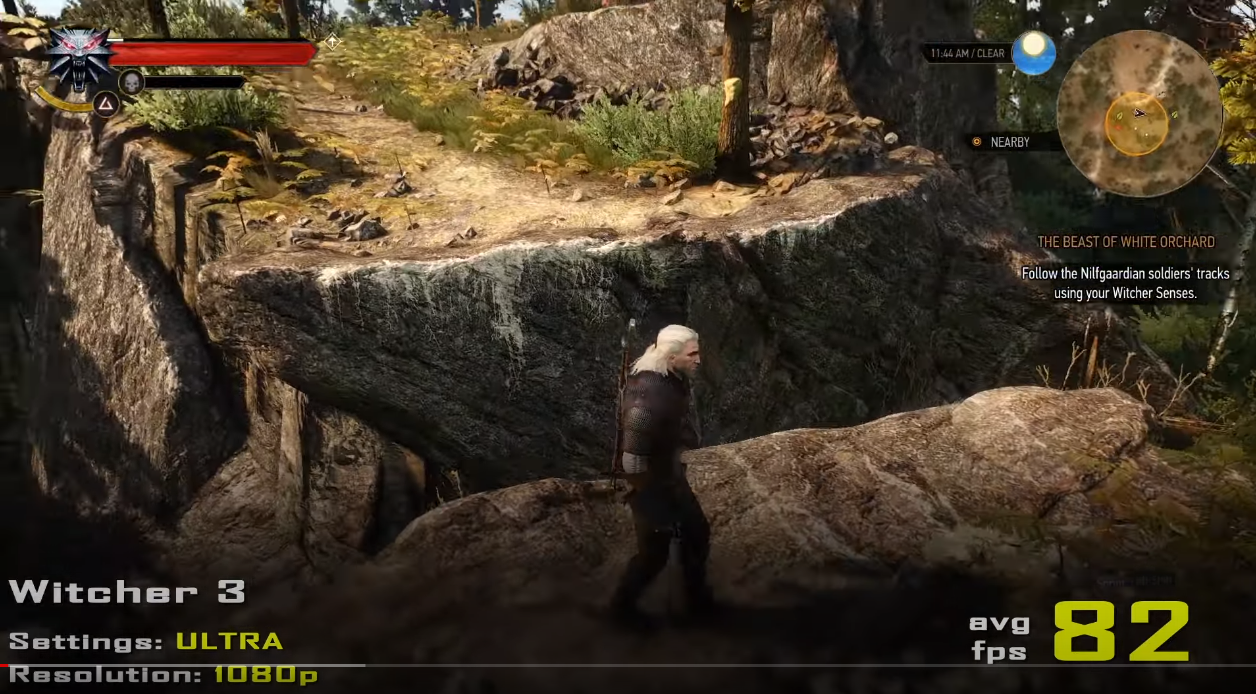 11:44 AM / CLEAR
NEARBY
THE BEAST OF WHITE ORCHARD
Follow the Nilfgaardian soldiers' tracks
using your Witcher Senses.
Witcher 3
Settings: ULTRA
Resolution: 1080p
avg
fps 82